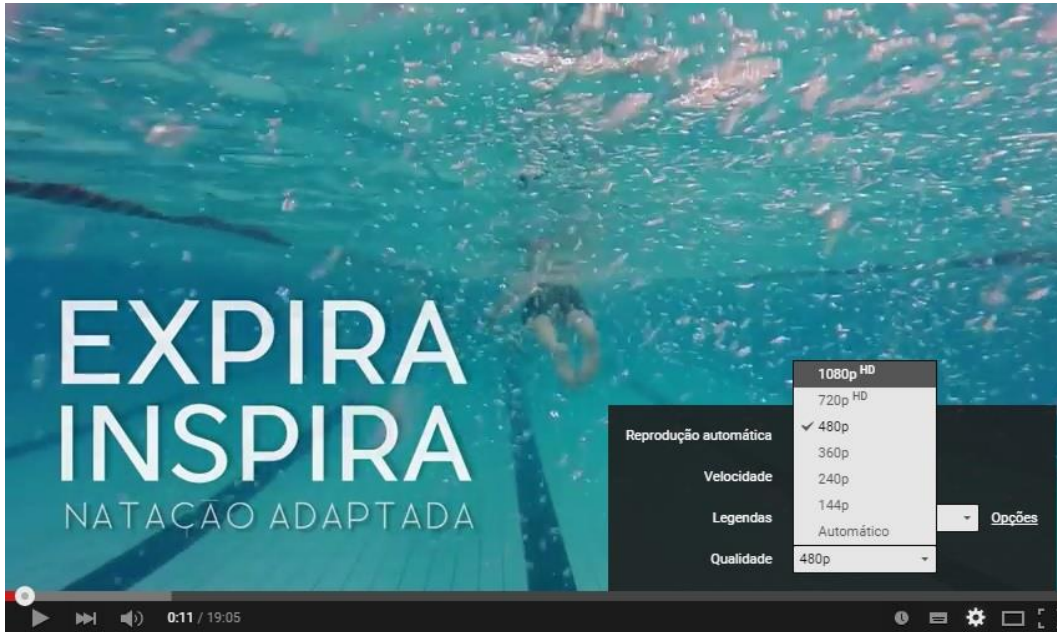 EXPIRA
INSPIRA
NATAÇÃO ADAPTADA
1080p HD
720p HD
480p
360p
240p
144p
Automático
Reprodução automática
Velocidade
Legendas
Opções
Qualidade
480p
0:11 / 19:05